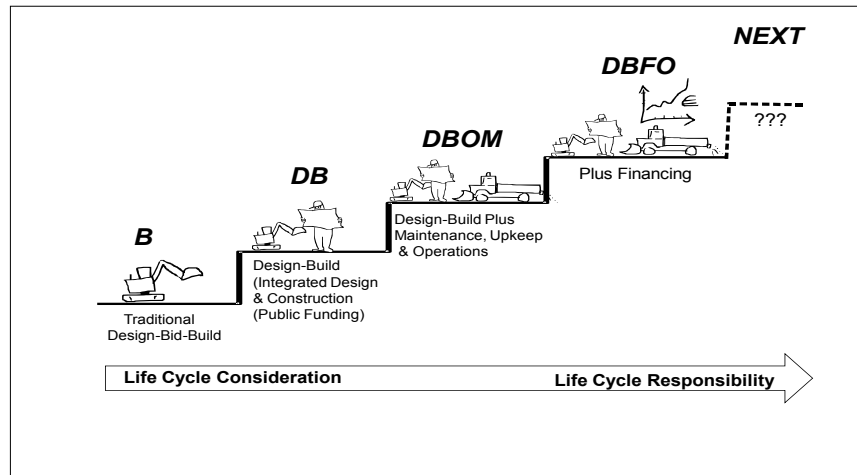 NEXT
DBFO
???
DBOM
Plus Financing
DB
Design-Build Plus
Maintenance, Upkeep
& Operations
B
Design-Build
(Integrated Design
& Construction
(Public Funding)
Traditional
Design-Bid-Build
Life Cycle Consideration
Life Cycle Responsibility